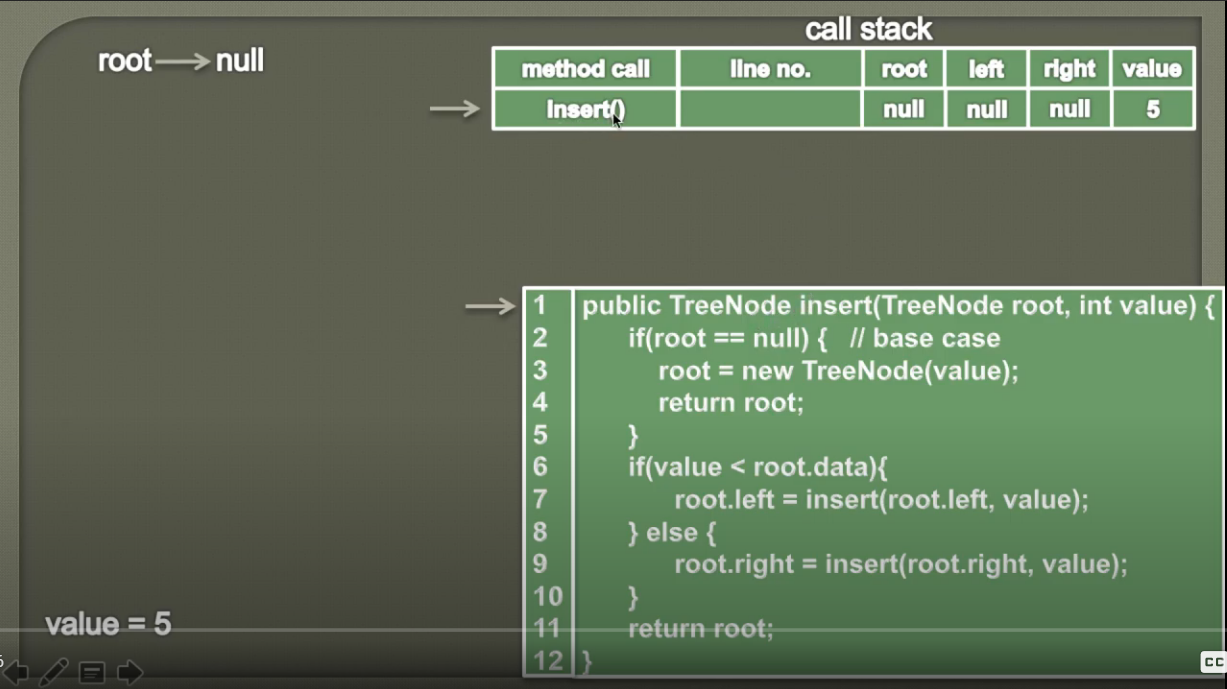 call stack
root null
method call line no. root left right value
insert() null null null 5
1 public TreeNode insert(TreeNode root, int value) {
2 if(root == null) { // base case
3 root = new TreeNode(value);
4 return root;
5 }
6 if(value < root.data){
7 root.left = insert(root.left, value);
8 } else {
9 root.right = insert(root.right, value);
10 }
11 return root;
12 }
value = 5
CC